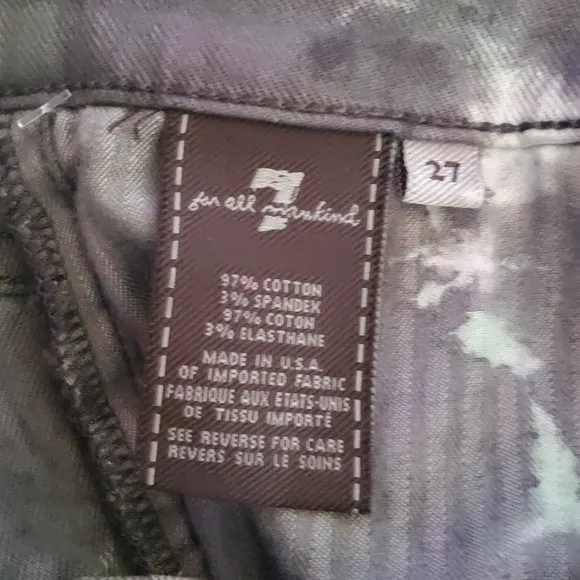 7
for all mankind
27
97% COTTON
3% SPANDEX
97% COTON
3% ELASTHANE
MADE IN U.S.A.
OF IMPORTED FABRIC
FABRIQUE AUX ETATS-UNIS
DE TISSU IMPORTÉ
SEE REVERSE FOR CARE
REVERS SUR LE SOINS